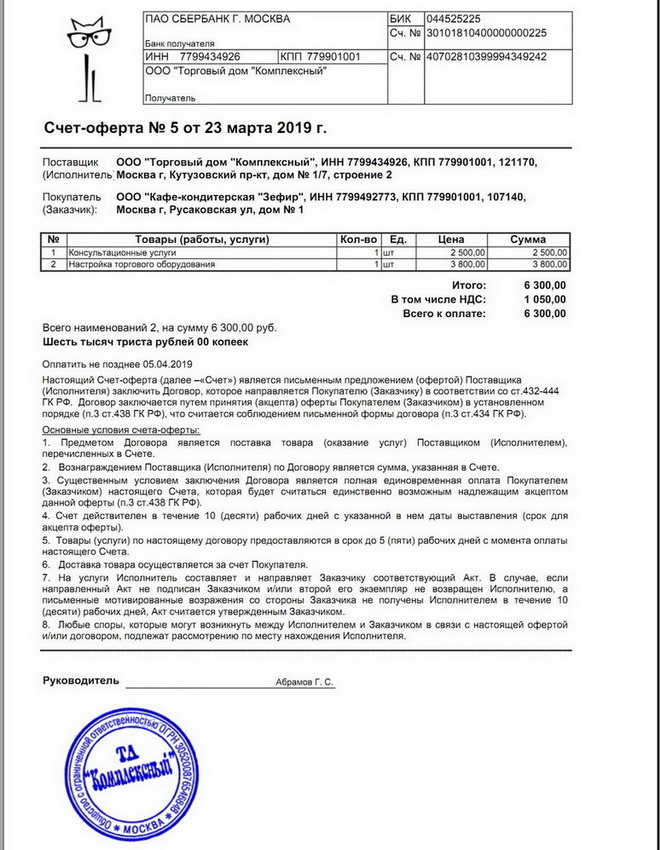 ПАО СБЕРБАНК Г. МОСКВА
БИК 044525225
Сч. № 30101810400000000225
Банк получателя
ИНН 7799434926 КПП 779901001 Сч. № 40702810399994349242
ООО "Торговый дом "Комплексный"
Получатель
Счет-оферта № 5 от 23 марта 2019 г.
Поставщик ООО "Торговый дом "Комплексный", ИНН 7799434926, КПП 779901001, 121170,
(Исполнитель Москва г, Кутузовский пр-кт, дом № 1/7, строение 2
Покупатель ООО "Кафе-кондитерская "Зефир", ИНН 7799492773, КПП 779901001, 107140,
(Заказчик): Москва г, Русаковская ул, дом № 1
№ Товары (работы, услуги) Кол-во Ед. Цена Сумма
1 Консультационные услуги 1 шт 2 500,00 2 500,00
2 Настройка торгового оборудования 1 шт 3 800,00 3 800,00
Итого: 6 300,00
В том числе НДС: 1 050,00
Всего к оплате: 6 300,00
Всего наименований 2, на сумму 6 300,00 руб.
Шесть тысяч триста рублей 00 копеек
Оплатить не позднее 05.04.2019
Настоящий Счет-оферта (далее –«Счет») является письменным предложением (офертой) Поставщика
(Исполнителя) заключить Договор, которое направляется Покупателю (Заказчику) в соответствии со ст.432-444
ГК РФ. Договор заключается путем принятия (акцепта) оферты Покупателем (Заказчиком) в установленном
порядке (п.3 ст.438 ГК РФ), что считается соблюдением письменной формы договора (п.3 ст.434 ГК РФ).
Основные условия счета-оферты:
1. Предметом Договора является поставка товара (оказание услуг) Поставщиком (Исполнителем),
перечисленных в Счете.
2. Вознаграждением Поставщика (Исполнителя) по Договору является сумма, указанная в Счете.
3. Существенным условием заключения Договора является полная единовременная оплата Покупателем
(Заказчиком) настоящего Счета, которая будет считаться единственно возможным надлежащим акцептом
данной оферты (п.3 ст.438 ГК РФ).
4. Счет действителен в течение 10 (десяти) рабочих дней с указанной в нем даты выставления (срок для
акцепта оферты).
5. Товары (услуги) по настоящему договору предоставляются в срок до 5 (пяти) рабочих дней с момента оплаты
настоящего Счета.
6. Доставка товара осуществляется за счет Покупателя.
7. На услуги Исполнитель составляет и направляет Заказчику соответствующий Акт. В случае, если
направленный Акт не подписан Заказчиком и/или второй его экземпляр не возвращен Исполнителю, а
письменные мотивированные возражения со стороны Заказчика не получены Исполнителем в течение 10
(десяти) рабочих дней, Акт считается утвержденным Заказчиком.
8. Любые споры, которые могут возникнуть между Исполнителем и Заказчиком в связи с настоящей офертой
и/или договором, подлежат рассмотрению по месту нахождения Исполнителя.
Руководитель Абрамов Г. С.
Общество с ограниченной ответственностью ОГРН
ТД
"Комплексный"
* МОСКВА *